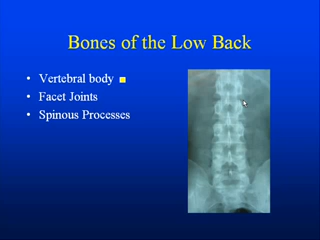 Bones of the Low Back
• Vertebral body
• Facet Joints
• Spinous Processes